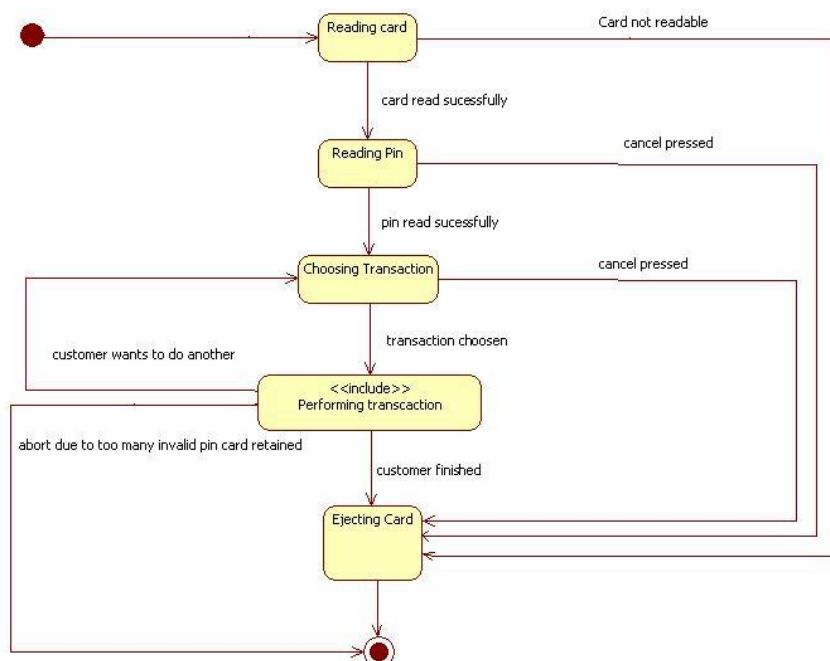 Reading card
Card not readable
card read sucessfully
Reading Pin
cancel pressed
pin read sucessfully
Choosing Transaction
cancel pressed
transaction choosen
customer wants to do another
<<include>>
Performing transcaction
abort due to too many invalid pin card retained
customer finished
Ejecting Card